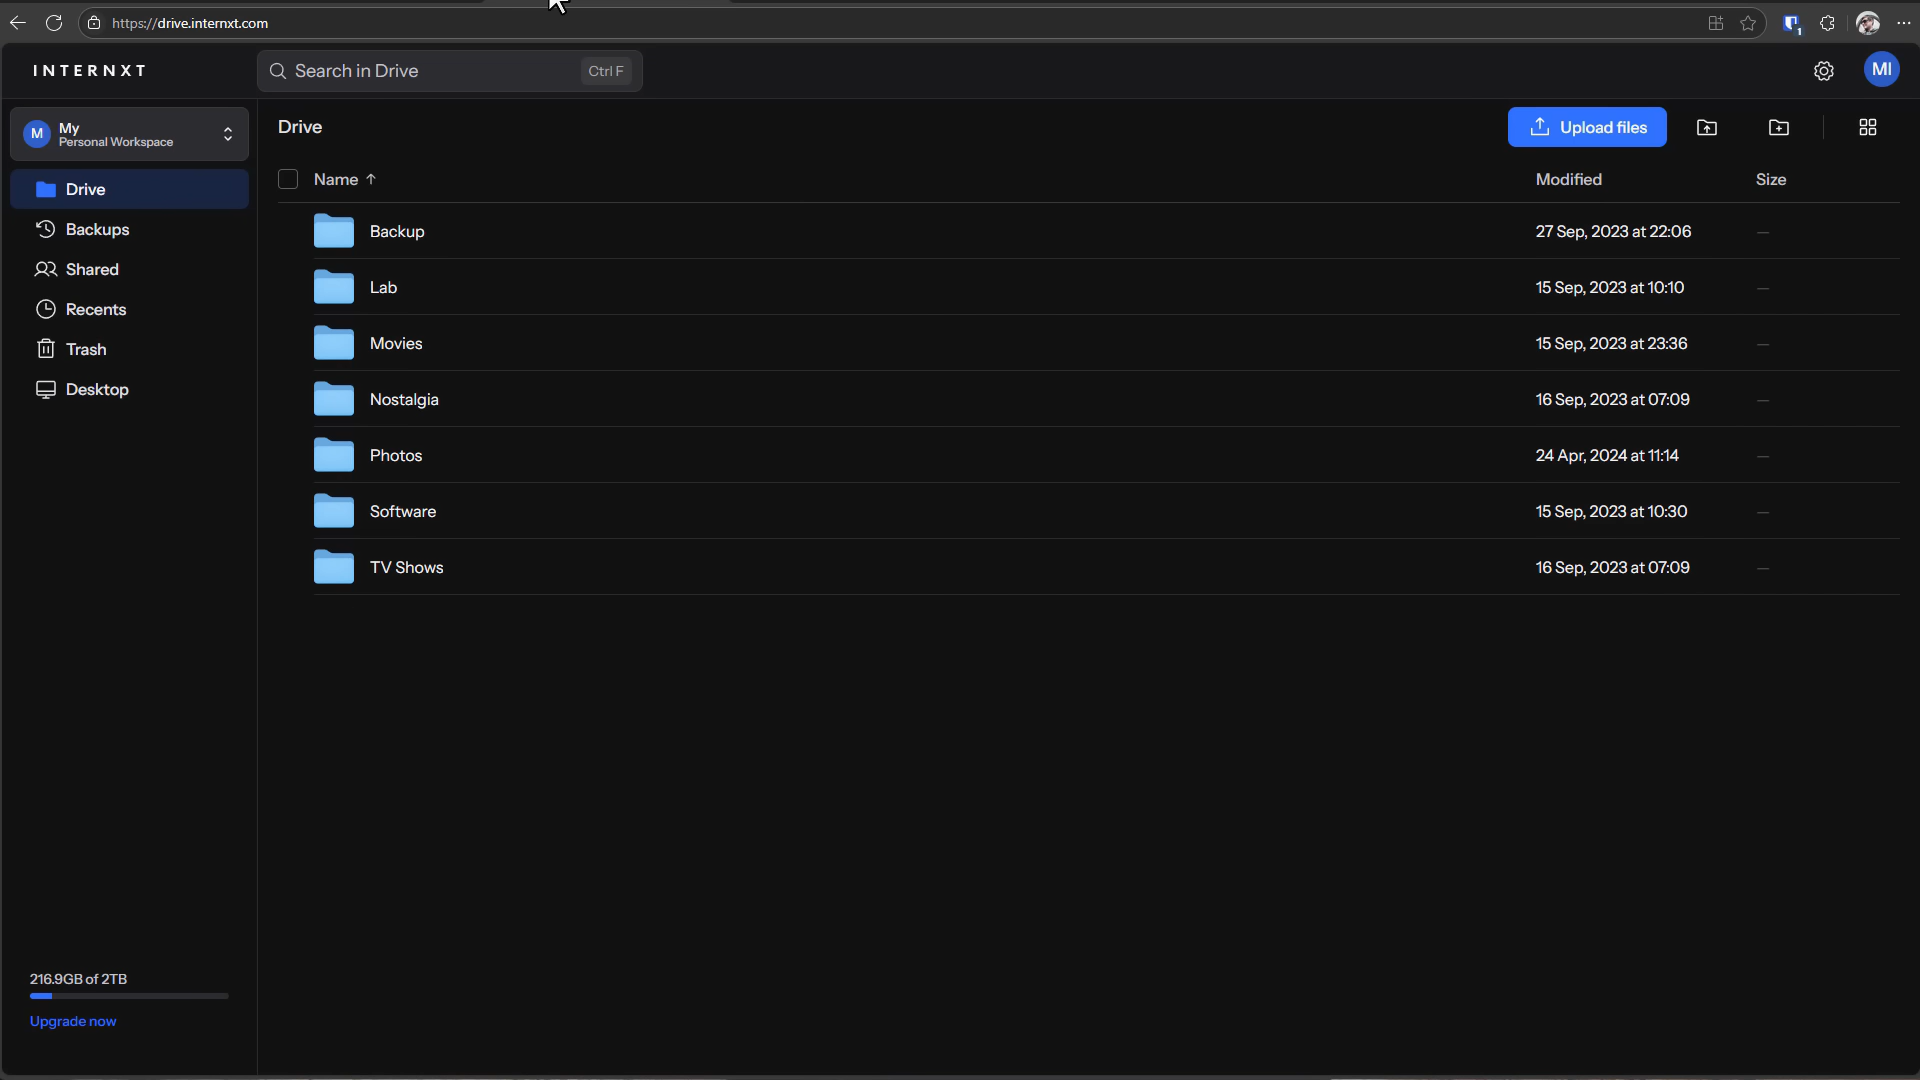 https://drive.internxt.com
1
INTERNXT
Search in Drive
Ctrl F
MI
M
My
Personal Workspace
Drive
Upload files
Drive
Backups
Shared
Recents
Trash
Desktop
Name
Modified
Size
Backup
27 Sep, 2023 at 22:06
—
Lab
15 Sep, 2023 at 10:10
—
Movies
15 Sep, 2023 at 23:36
—
Nostalgia
16 Sep, 2023 at 07:09
—
Photos
24 Apr, 2024 at 11:14
—
Software
15 Sep, 2023 at 10:30
—
TV Shows
16 Sep, 2023 at 07:09
—
216.9GB of 2TB
Upgrade now